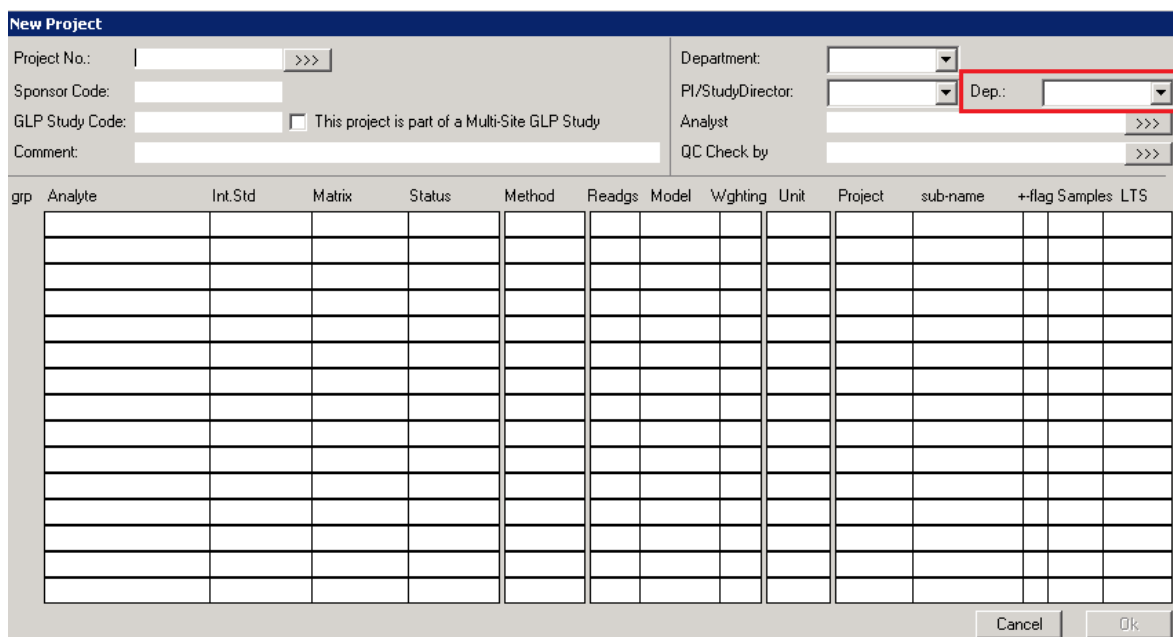 New Project
Project No.: >>> Department:
Sponsor Code: PI/StudyDirector: Dep.:
GLP Study Code: This project is part of a Multi-Site GLP Study Analyst >>>
Comment: QC Check by >>>
grp Analyte Int.Std Matrix Status Method Readgs Model Wghting Unit Project sub-name +-flag Samples LTS
Cancel Ok